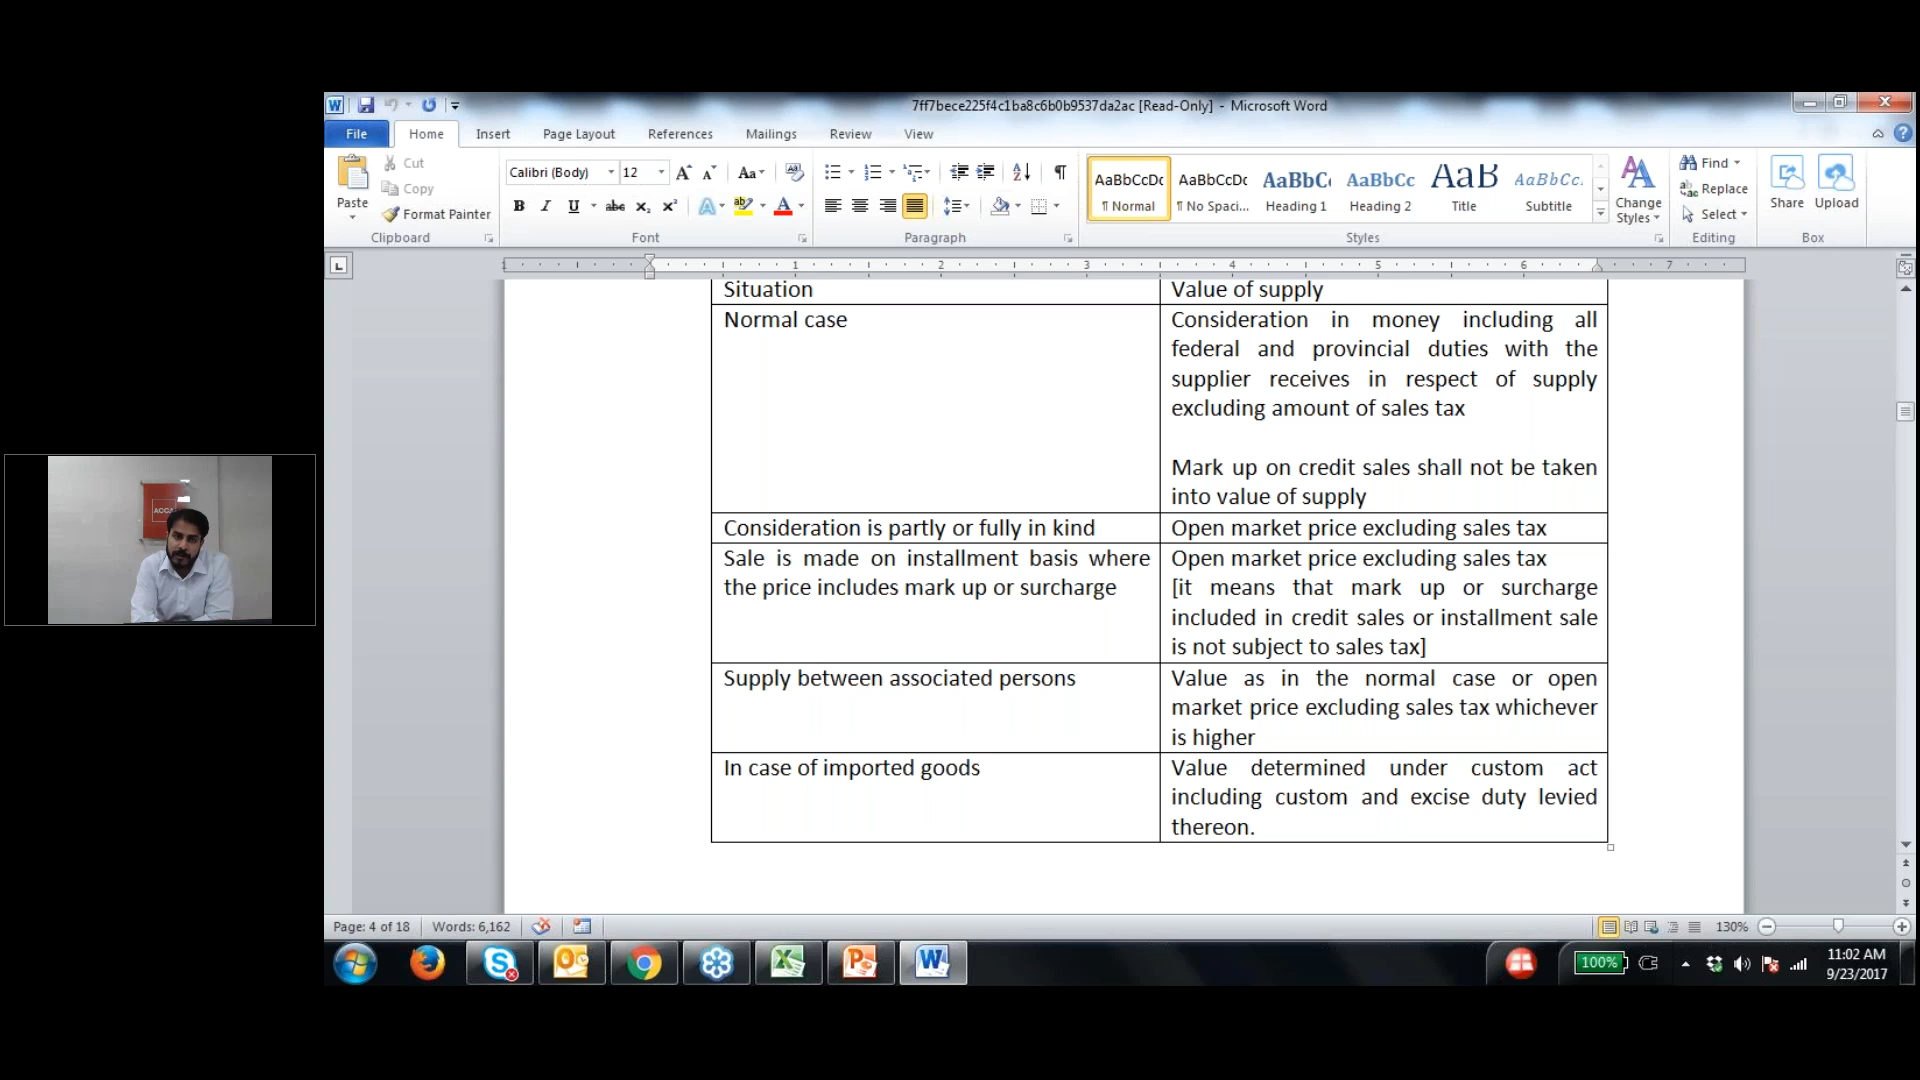 7ff7bece225f4c1ba8c6b0b9537da2ac [Read-Only] - Microsoft Word
File Home Insert Page Layout References Mailings Review View
Paste
Cut
Copy
Format Painter
Clipboard
Calibri (Body) 12
Font
Paragraph
AaBbCcDc AaBbCcDc AaBbC AaBbCc AaB AaBbCc.
¶ Normal ¶ No Spaci... Heading 1 Heading 2 Title Subtitle
Change
Styles
Styles
Find
Replace
Select
Editing
Share Upload
Box
1 1 2 3 4 5 6 7
Situation
Value of supply
Normal case
Consideration in money including all
federal and provincial duties with the
supplier receives in respect of supply
excluding amount of sales tax
Mark up on credit sales shall not be taken
into value of supply
Consideration is partly or fully in kind
Open market price excluding sales tax
Sale is made on installment basis where
the price includes mark up or surcharge
Open market price excluding sales tax
[it means that mark up or surcharge
included in credit sales or installment sale
is not subject to sales tax]
Supply between associated persons
Value as in the normal case or open
market price excluding sales tax whichever
is higher
In case of imported goods
Value determined under custom act
including custom and excise duty levied
thereon.
ACCA
Page: 4 of 18 Words: 6,162 130%
100%
11:02 AM
9/23/2017